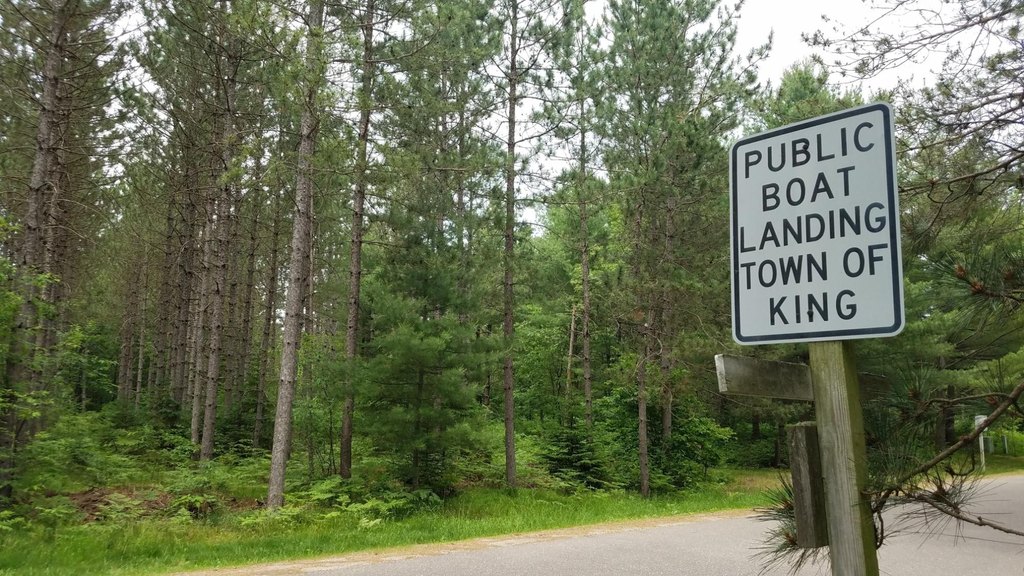 PUBLIC
BOAT
LANDING
TOWN OF
KING